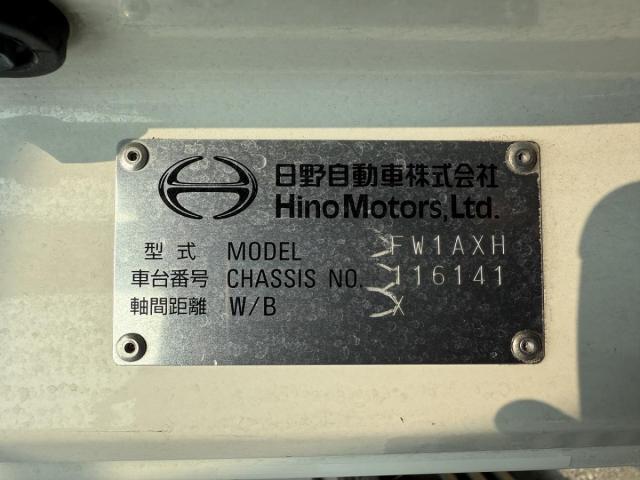 日野自動車株式会社
Hino Motors, Ltd.
型式 MODEL FW1AXH
車台番号 CHASSIS NO. 116141
軸間距離 W/B X